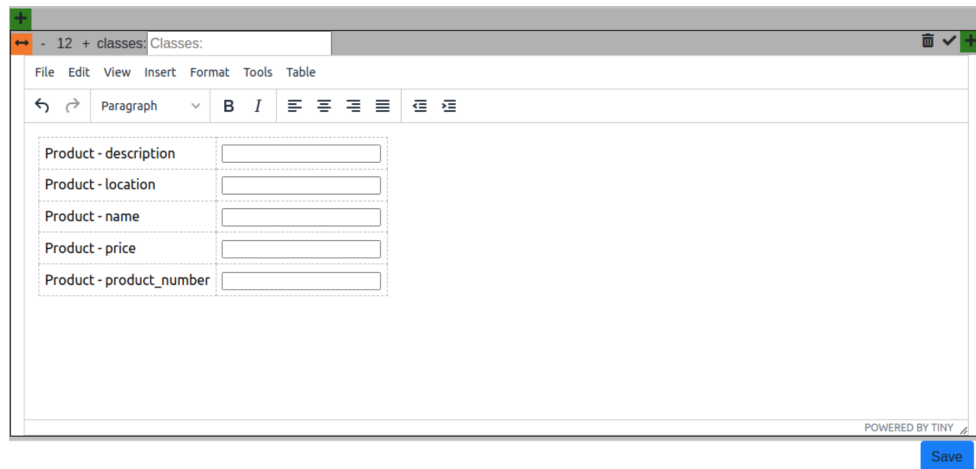 +
- 12 + classes: Classes: +
File Edit View Insert Format Tools Table
Paragraph B I
Product - description
Product - location
Product - name
Product - price
Product - product_number
POWERED BY TINY
Save